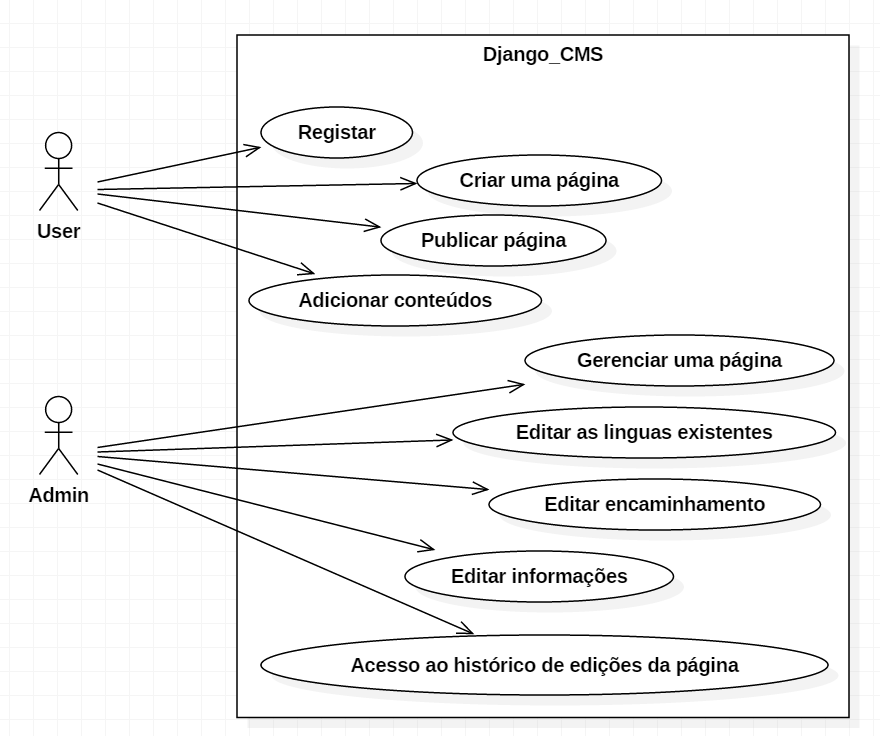 Django_CMS
Registar
Criar uma página
User
Publicar página
Adicionar conteúdos
Gerenciar uma página
Editar as linguas existentes
Admin
Editar encaminhamento
Editar informações
Acesso ao histórico de edições da página